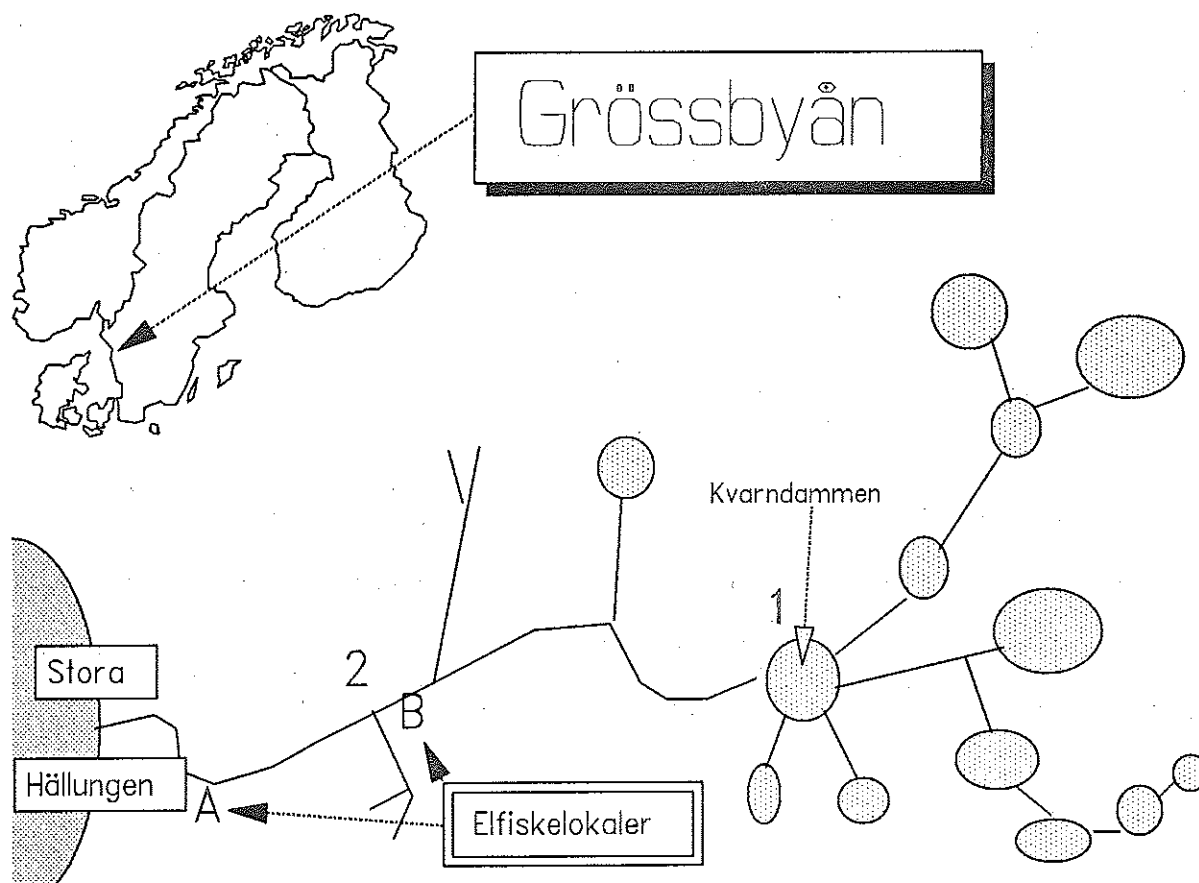 Grössbyån
Kvarndammen
1
Stora
2
B
Hällungen
A
Elfiskelokaler